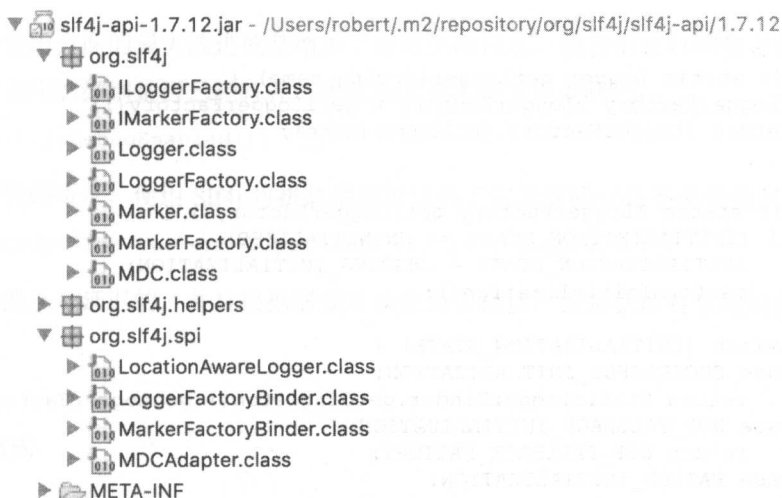 slf4j-api-1.7.12.jar - /Users/robert/.m2/repository/org/slf4j/slf4j-api/1.7.12
org.slf4j
ILoggerFactory.class
IMarkerFactory.class
Logger.class
LoggerFactory.class
Marker.class
MarkerFactory.class
MDC.class
org.slf4j.helpers
org.slf4j.spi
LocationAwareLogger.class
LoggerFactoryBinder.class
MarkerFactoryBinder.class
MDCAdapter.class
META-INF